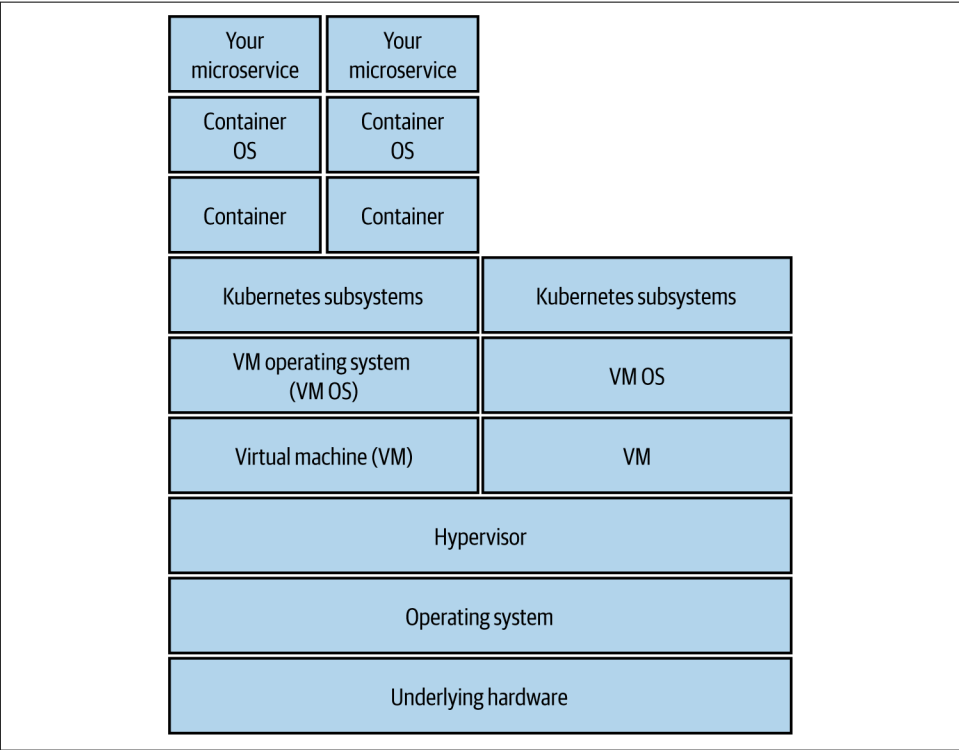 Your
microservice
Your
microservice
Container
OS
Container
OS
Container
Container
Kubernetes subsystems
Kubernetes subsystems
VM operating system
(VM OS)
VM OS
Virtual machine (VM)
VM
Hypervisor
Operating system
Underlying hardware